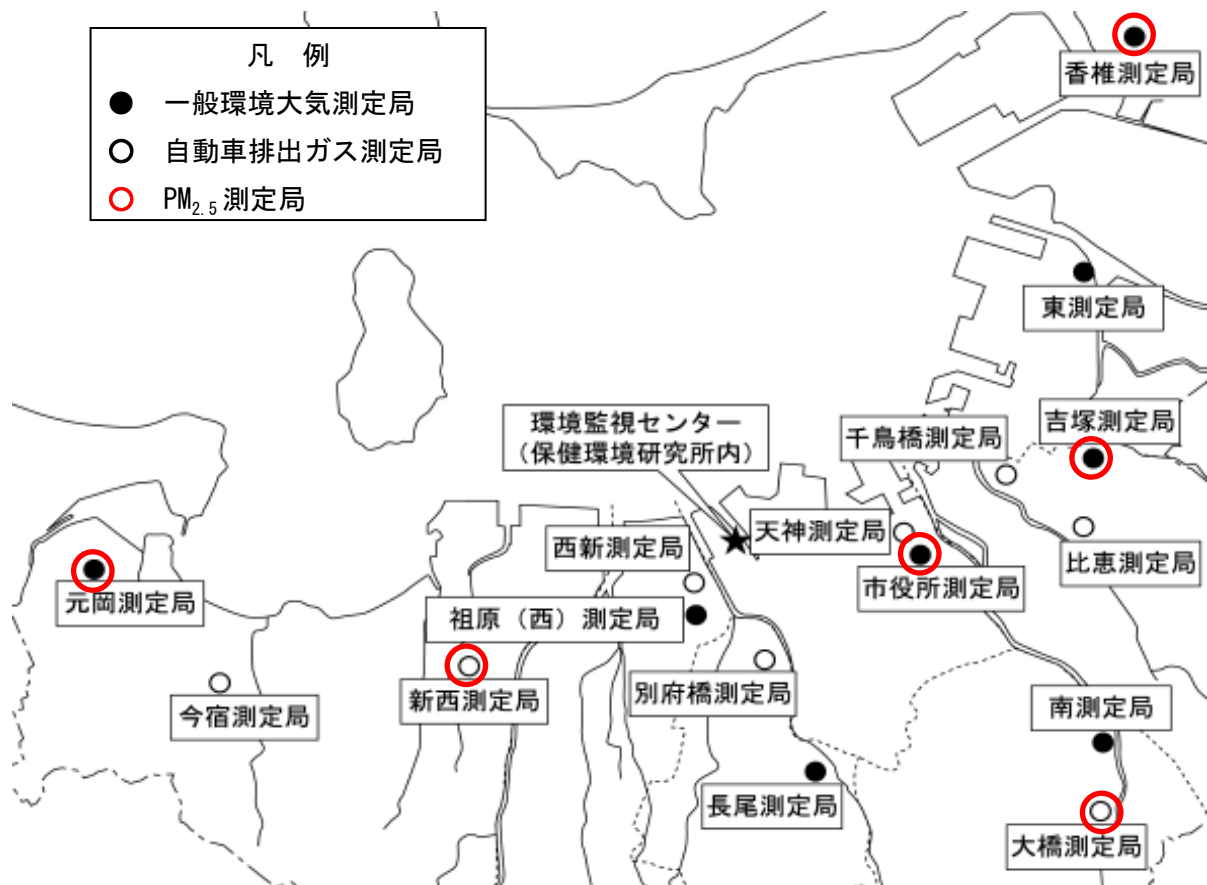 凡 例
一般環境大気測定局
自動車排出ガス測定局
PM2.5測定局
香椎測定局
東測定局
吉塚測定局
千鳥橋測定局
環境監視センター
(保健環境研究所内)
天神測定局
西新測定局
比恵測定局
市役所測定局
元岡測定局
祖原(西)測定局
新西測定局
別府橋測定局
今宿測定局
南測定局
長尾測定局
大橋測定局